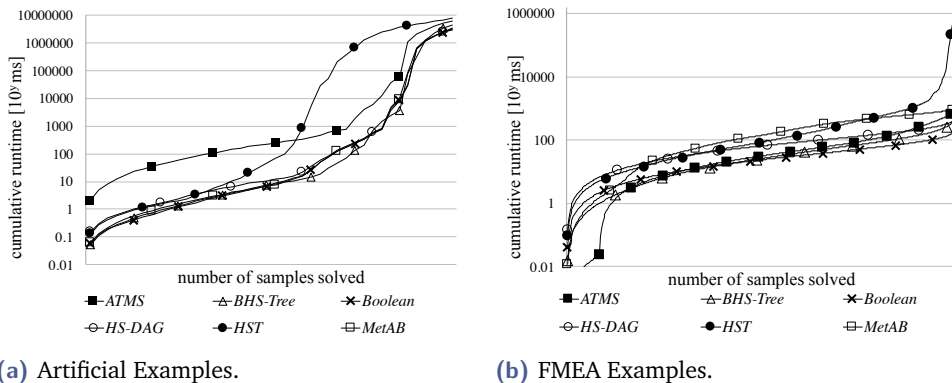 10000000
1000000
100000
10000
1000
100
10
1
0.1
0.01
cumulative runtime [10^y ms]
number of samples solved
ATMS BHS-Tree Boolean
HS-DAG HST MetAB
(a) Artificial Examples.
1000000
10000
100
1
0.01
cumulative runtime [10^y ms]
number of samples solved
ATMS BHS-Tree Boolean
HS-DAG HST MetAB
(b) FMEA Examples.